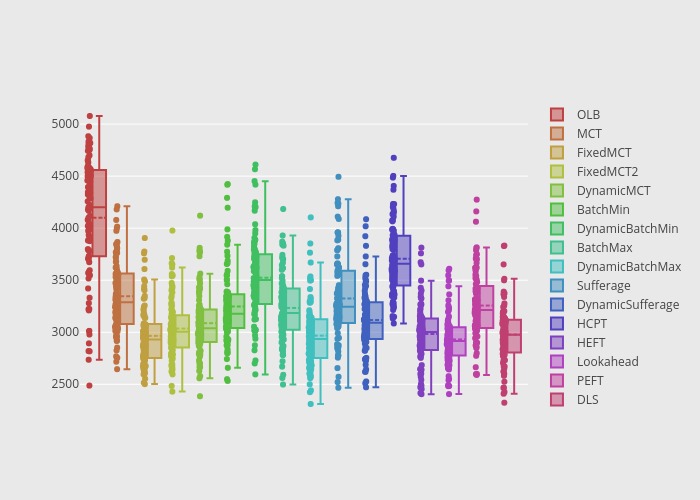 5000
4500
4000
3500
3000
2500
OLB
MCT
FixedMCT
FixedMCT2
DynamicMCT
BatchMin
DynamicBatchMin
BatchMax
DynamicBatchMax
Sufferage
DynamicSufferage
HCPT
HEFT
Lookahead
PEFT
DLS